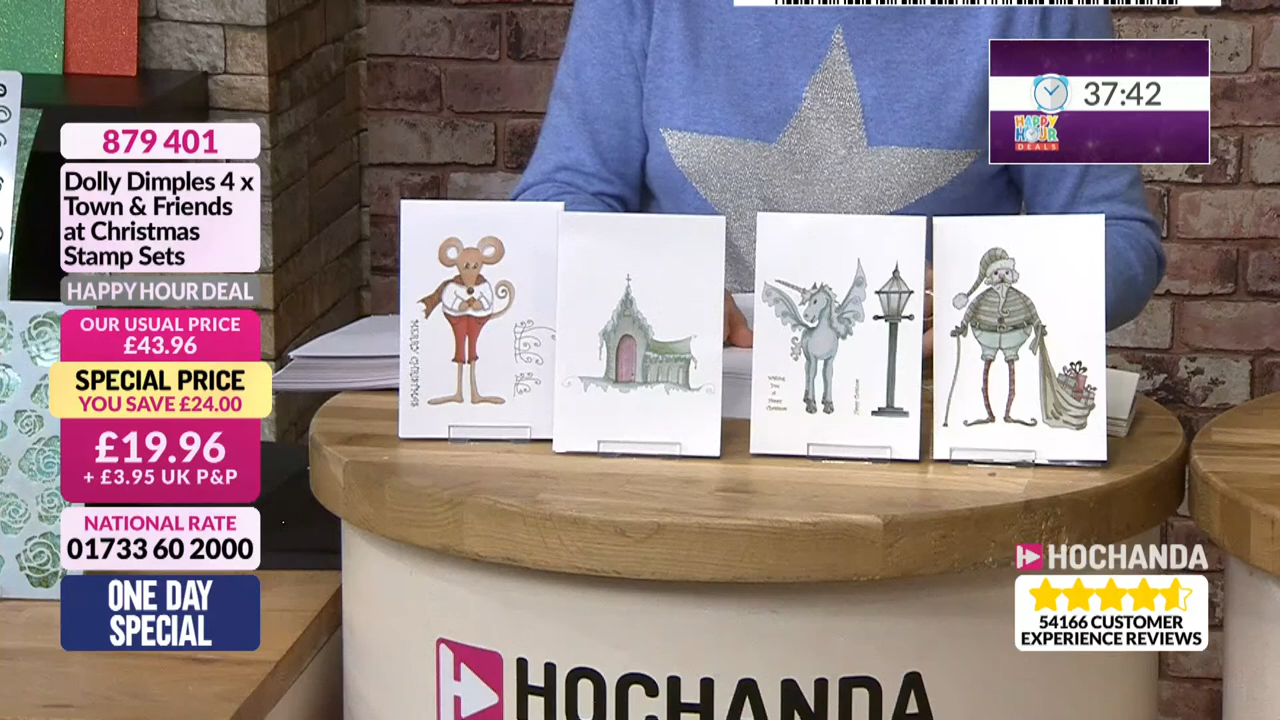 879 401
Dolly Dimples 4 x
Town & Friends
at Christmas
Stamp Sets
HAPPY HOUR DEAL
OUR USUAL PRICE
£43.96
SPECIAL PRICE
YOU SAVE £24.00
£19.96
+ £3.95 UK P&P
NATIONAL RATE
01733 60 2000
ONE DAY
SPECIAL
37:42
HAPPY
HOUR
DEALS
HOCHANDA
54166 CUSTOMER
EXPERIENCE REVIEWS
HOCHANDA